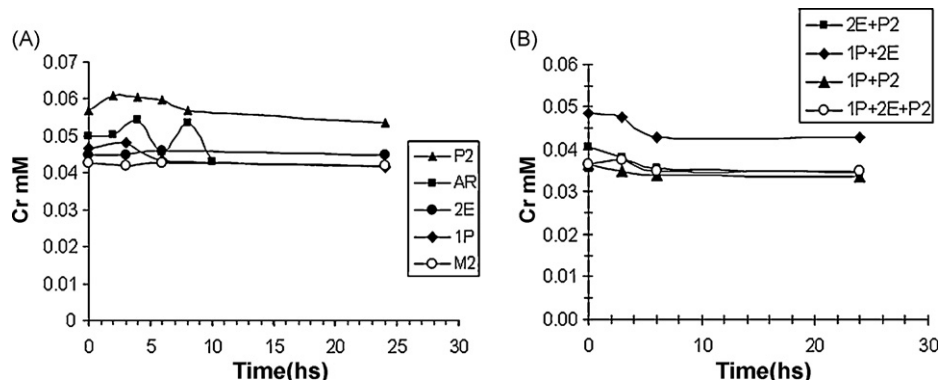 (A)
0.07
0.06
0.05
0.04
0.03
0.02
0.01
0
Cr mM
0 5 10 15 20 25 30
Time(hs)
P2
AR
2E
1P
M2
(B)
0.06
0.05
0.04
0.03
0.02
0.01
0.00
Cr mM
0 10 20 30
Time(hs)
2E+P2
1P+2E
1P+P2
1P+2E+P2